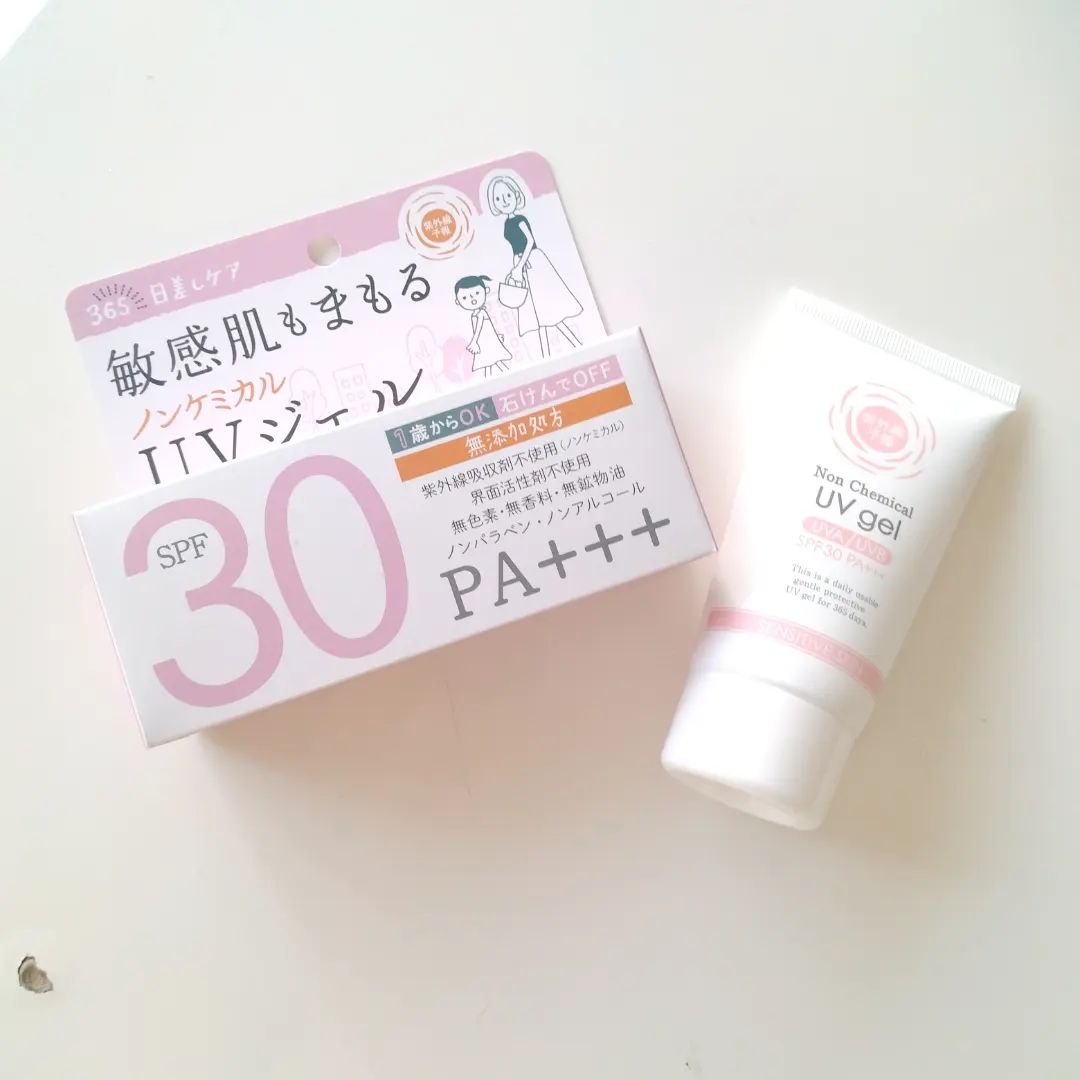 365日差しケア
紫外線
予報
敏感肌もまもる
ノンケミカル
UVジェル
SPF
30
1歳からOK 石けんでOFF
無添加処方
紫外線吸収剤不使用(ノンケミカル)
界面活性剤不使用
無色素・無香料・無鉱物油
ノンパラベン・ノンアルコール
PA+++
紫外線
予報
Non Chemical
UV gel
UVA/UVB
SPF30 PA+++
This is a daily usable
gentle protective
UV gel for 365 days.
SENSITIVE SKIN